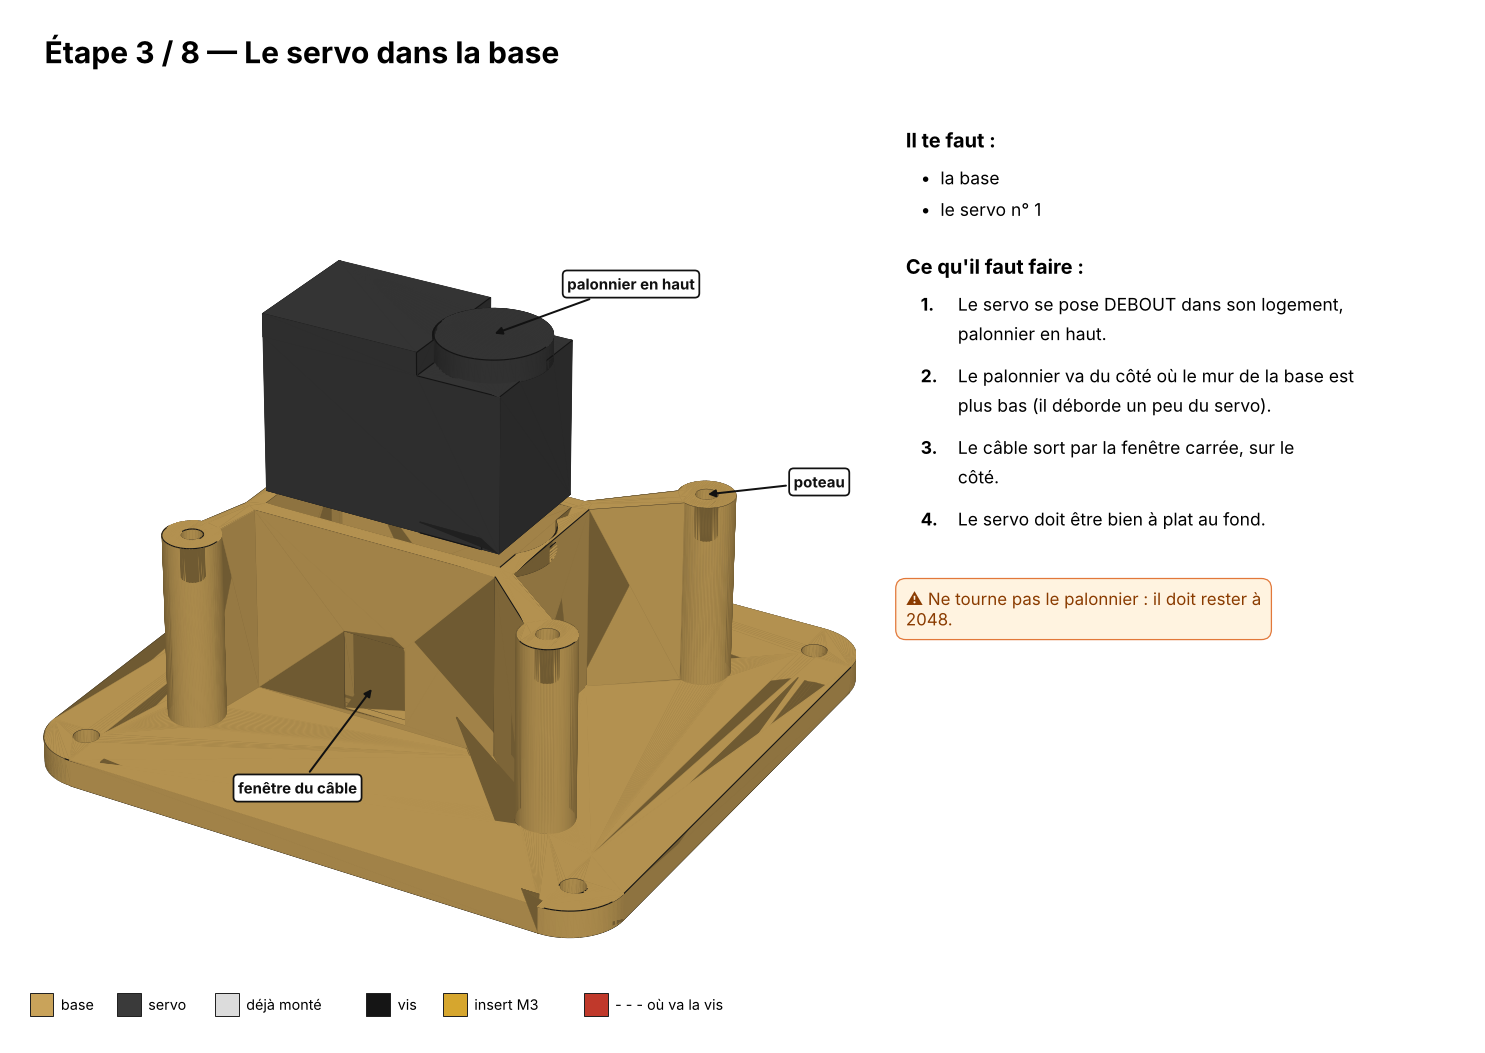 Étape 3 / 8 — Le servo dans la base
Il te faut :
• la base
• le servo n° 1
Ce qu'il faut faire :
1. Le servo se pose DEBOUT dans son logement,
palonnier en haut.
2. Le palonnier va du côté où le mur de la base est
plus bas (il déborde un peu du servo).
3. Le câble sort par la fenêtre carrée, sur le
côté.
4. Le servo doit être bien à plat au fond.
⚠ Ne tourne pas le palonnier : il doit rester à
2048.
palonnier en haut
poteau
fenêtre du câble
base
servo
déjà monté
vis
insert M3
- - - où va la vis